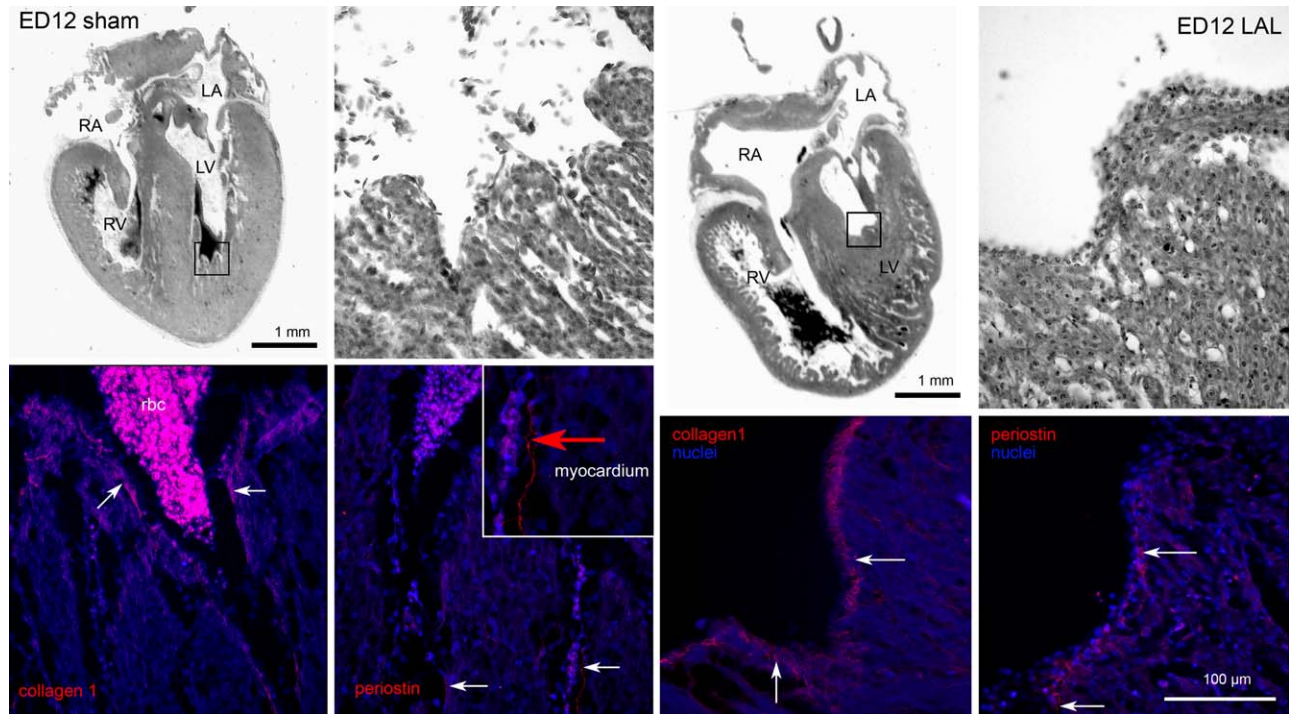 ED12 sham
LA
RA
LV
RV
1 mm
LA
RA
LV
RV
1 mm
ED12 LAL
rbc
collagen 1
myocardium
periostin
collagen1
nuclei
periostin
nuclei
100 µm